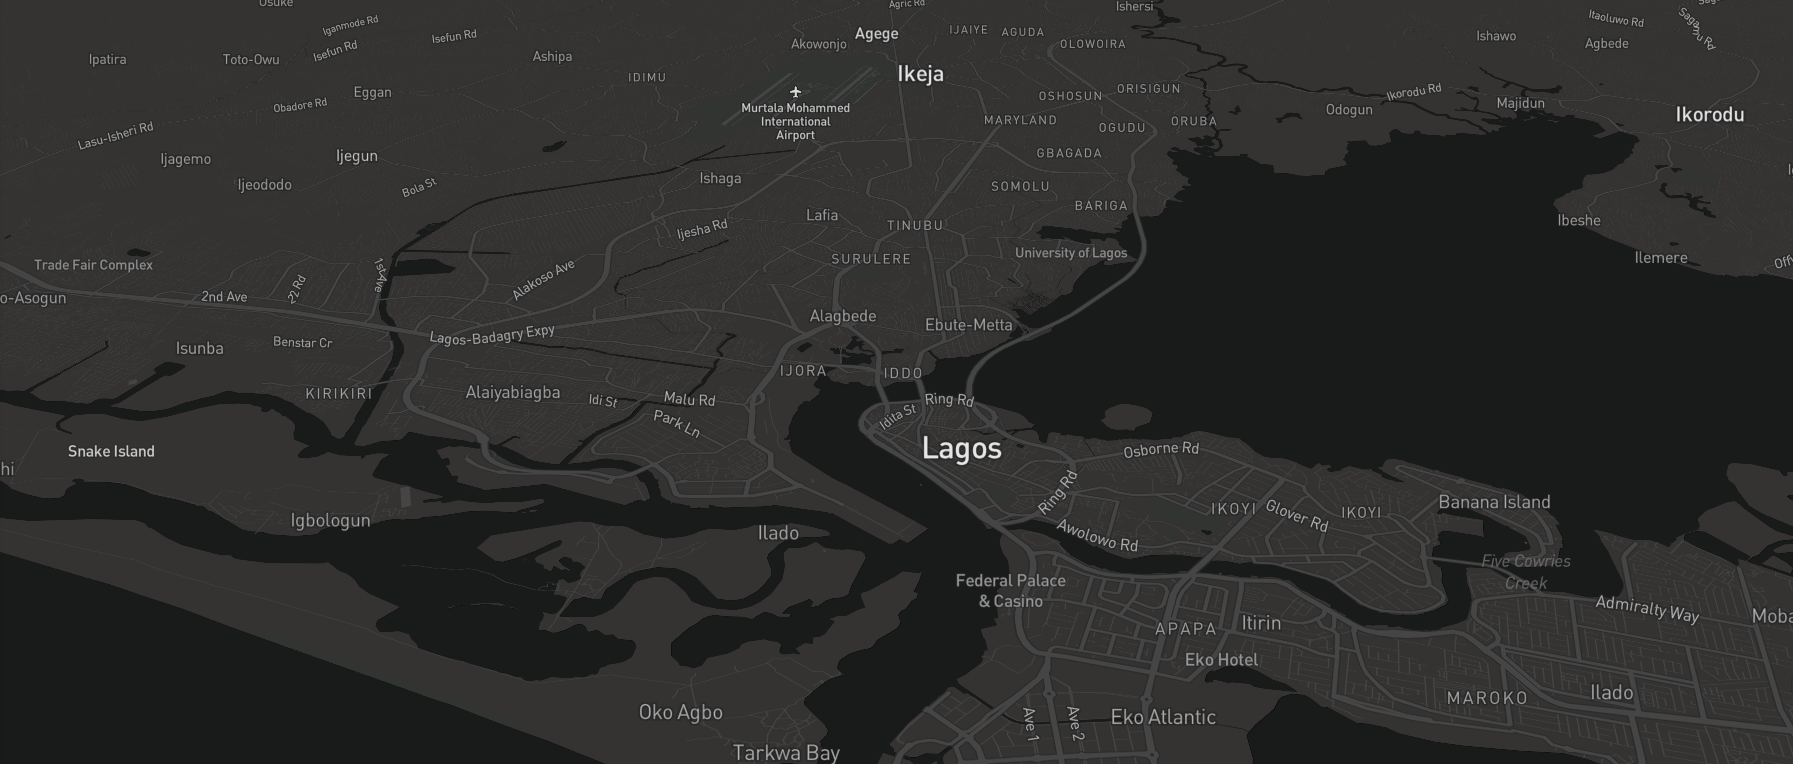 Osuke
Agric Rd
Ishersi
Iganmode Rd
Isefun Rd
Isefun Rd
Agege
IJAIYE
AGUDA
Itaoluwo Rd
Ishawo
Agbede
Akowonjo
OLOWOIRA
Ipatira
Toto-Owu
Ashipa
IDIMU
Ikeja
Eggan
Obadore Rd
Murtala Mohammed
International
Airport
OSHOSUN
ORISIGUN
Ikorodu Rd
Odogun
Majidun
Ikorodu
Lasu-Isheri Rd
MARYLAND
OGUDU
ORUBA
Ijagemo
Ijegun
GBAGADA
Ijeododo
Bola St
Ishaga
SOMOLU
BARIGA
Lafia
TINUBU
Ijesha Rd
Ibeshe
University of Lagos
SURULERE
Ilemere
Trade Fair Complex
1st Ave
Alakoso Ave
22 Rd
2nd Ave
o-Asogun
Alagbede
Ebute-Metta
Lagos-Badagry Expy
Isunba
Benstar Cr
IJORA
IDDO
KIRIKIRI
Alaiyabiagba
Idi St
Malu Rd
Park Ln
Ring Rd
Idita St
Lagos
Osborne Rd
Snake Island
hi
Ring Rd
IKOYI
Glover Rd
IKOYI
Banana Island
Igbologun
Ilado
Awolowo Rd
Five Cowries
Creek
Federal Palace
& Casino
Admiralty Way
Moba
APAPA
Itirin
Eko Hotel
MAROKO
Ilado
Oko Agbo
Ave 1
Ave 2
Eko Atlantic
Tarkwa Bay